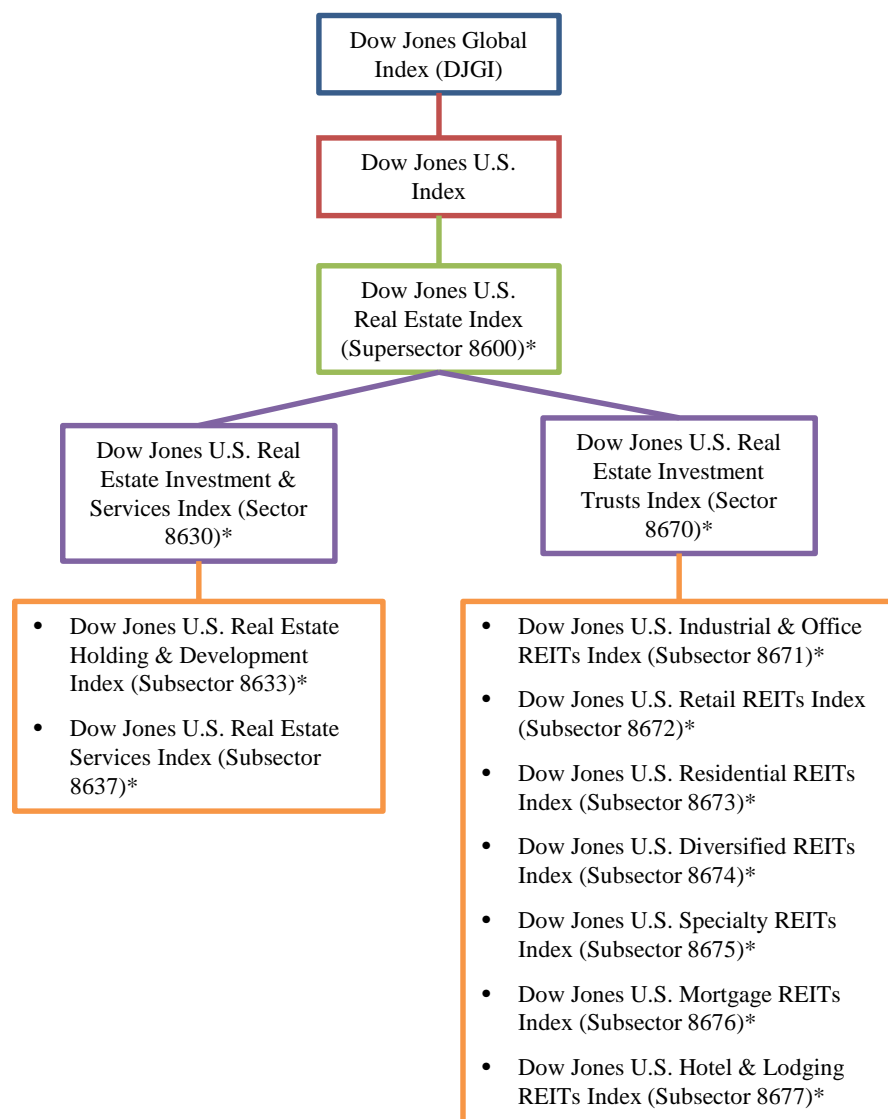 Dow Jones Global
Index (DJGI)
Dow Jones U.S.
Index
Dow Jones U.S.
Real Estate Index
(Supersector 8600)*
Dow Jones U.S. Real
Estate Investment &
Services Index (Sector
8630)*
Dow Jones U.S. Real
Estate Investment
Trusts Index (Sector
8670)*
• Dow Jones U.S. Real Estate
Holding & Development
Index (Subsector 8633)*
• Dow Jones U.S. Real Estate
Services Index (Subsector
8637)*
• Dow Jones U.S. Industrial & Office
REITs Index (Subsector 8671)*
• Dow Jones U.S. Retail REITs Index
(Subsector 8672)*
• Dow Jones U.S. Residential REITs
Index (Subsector 8673)*
• Dow Jones U.S. Diversified REITs
Index (Subsector 8674)*
• Dow Jones U.S. Specialty REITs
Index (Subsector 8675)*
• Dow Jones U.S. Mortgage REITs
Index (Subsector 8676)*
• Dow Jones U.S. Hotel & Lodging
REITs Index (Subsector 8677)*